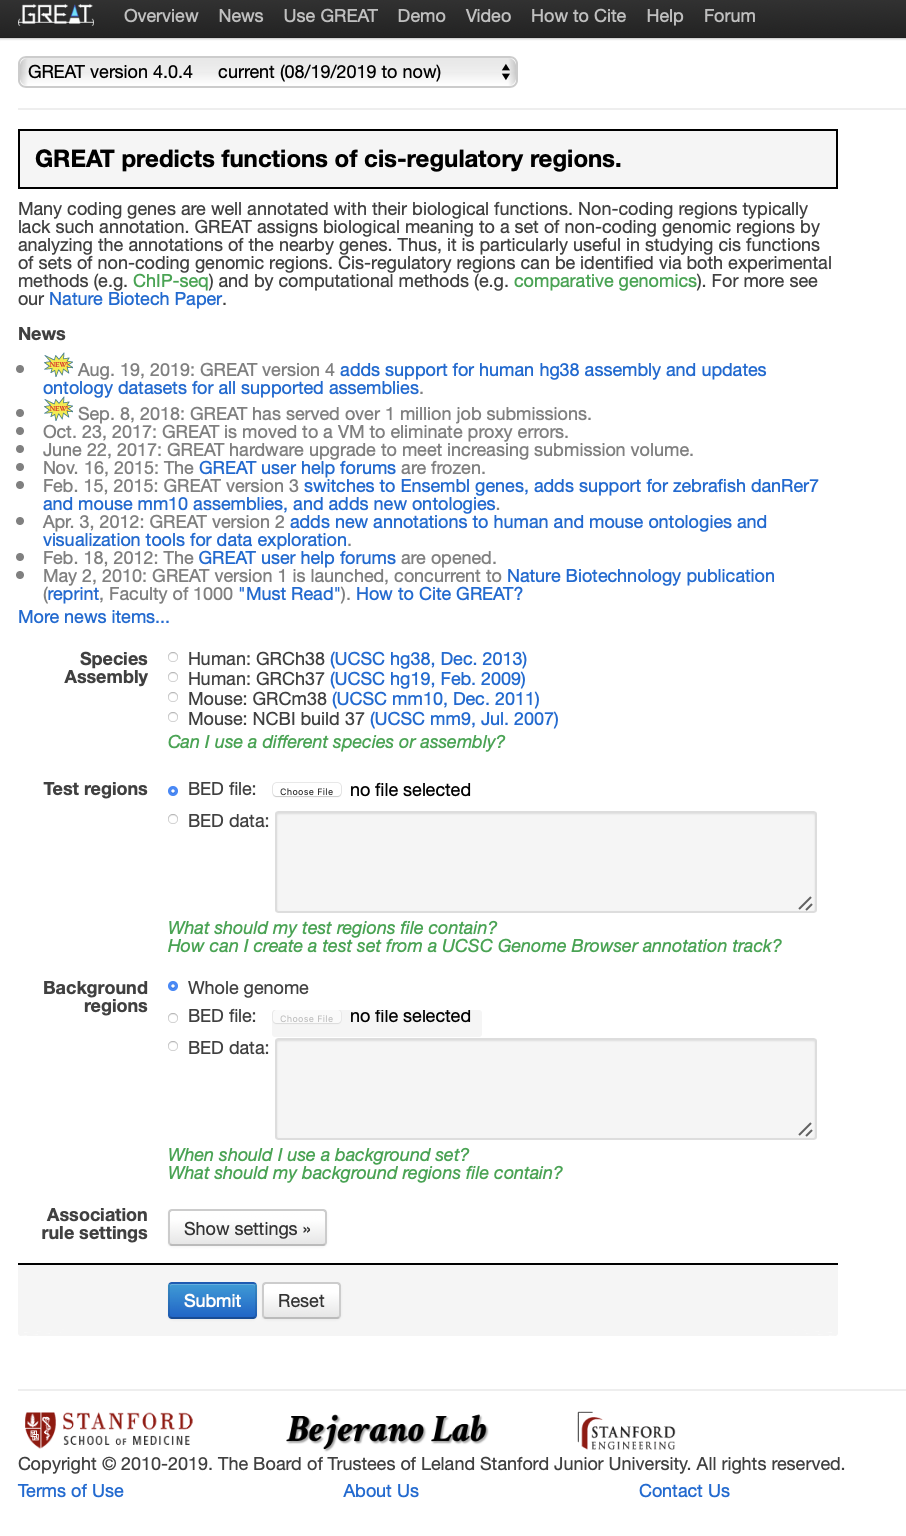 GREAT Overview News Use GREAT Demo Video How to Cite Help Forum
GREAT version 4.0.4 current (08/19/2019 to now)
GREAT predicts functions of cis-regulatory regions.
Many coding genes are well annotated with their biological functions. Non-coding regions typically
lack such annotation. GREAT assigns biological meaning to a set of non-coding genomic regions by
analyzing the annotations of the nearby genes. Thus, it is particularly useful in studying cis functions
of sets of non-coding genomic regions. Cis-regulatory regions can be identified via both experimental
methods (e.g. ChIP-seq) and by computational methods (e.g. comparative genomics). For more see
our Nature Biotech Paper.
News
NEW Aug. 19, 2019: GREAT version 4 adds support for human hg38 assembly and updates
ontology datasets for all supported assemblies.
NEW Sep. 8, 2018: GREAT has served over 1 million job submissions.
Oct. 23, 2017: GREAT is moved to a VM to eliminate proxy errors.
June 22, 2017: GREAT hardware upgrade to meet increasing submission volume.
Nov. 16, 2015: The GREAT user help forums are frozen.
Feb. 15, 2015: GREAT version 3 switches to Ensembl genes, adds support for zebrafish danRer7
and mouse mm10 assemblies, and adds new ontologies.
Apr. 3, 2012: GREAT version 2 adds new annotations to human and mouse ontologies and
visualization tools for data exploration.
Feb. 18, 2012: The GREAT user help forums are opened.
May 2, 2010: GREAT version 1 is launched, concurrent to Nature Biotechnology publication
(reprint, Faculty of 1000 "Must Read"). How to Cite GREAT?
More news items...
Species Assembly
Human: GRCh38 (UCSC hg38, Dec. 2013)
Human: GRCh37 (UCSC hg19, Feb. 2009)
Mouse: GRCm38 (UCSC mm10, Dec. 2011)
Mouse: NCBI build 37 (UCSC mm9, Jul. 2007)
Can I use a different species or assembly?
Test regions BED file: Choose File no file selected
BED data:
What should my test regions file contain?
How can I create a test set from a UCSC Genome Browser annotation track?
Background regions
Whole genome
BED file: Choose File no file selected
BED data:
When should I use a background set?
What should my background regions file contain?
Association rule settings
Show settings »
Submit Reset
STANFORD SCHOOL OF MEDICINE
Bejerano Lab
STANFORD ENGINEERING
Copyright © 2010-2019. The Board of Trustees of Leland Stanford Junior University. All rights reserved.
Terms of Use About Us Contact Us